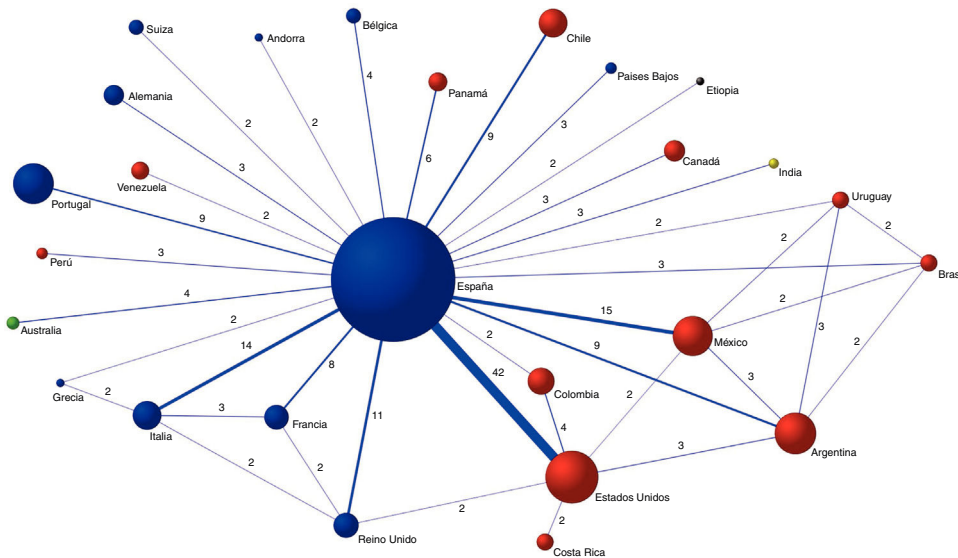 Suiza
Andorra
Bélgica
Chile
Alemania
4
Panamá
Paises Bajos
Etiopia
2
2
3
9
3
6
2
Canadá
India
Venezuela
2
3
3
Uruguay
Portugal
9
2
2
2
Perú
3
3
Bras
España
4
2
15
2
Australia
14
8
2
9
México
3
2
42
3
Grecia
2
Colombia
2
3
11
4
Italia
Francia
3
Argentina
2
2
Estados Unidos
2
2
Reino Unido
Costa Rica